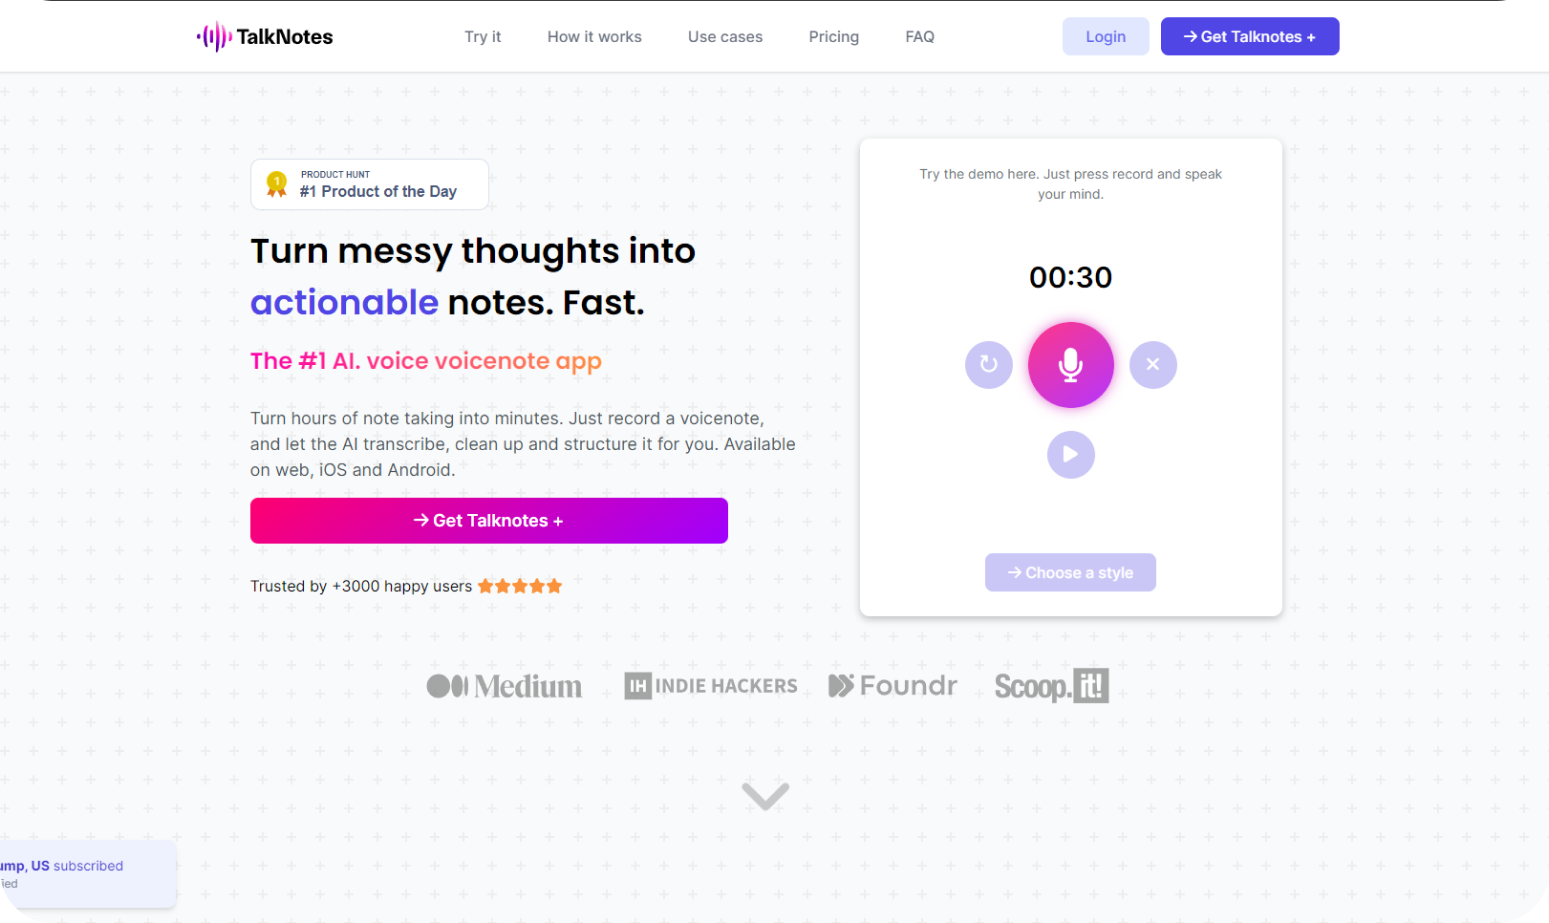 TalkNotes
Try it
How it works
Use cases
Pricing
FAQ
Login
→ Get Talknotes +
PRODUCT HUNT
#1 Product of the Day
1
Turn messy thoughts into
actionable notes. Fast.
The #1 AI. voice voicenote app
Turn hours of note taking into minutes. Just record a voicenote,
and let the AI transcribe, clean up and structure it for you. Available
on web, iOS and Android.
→ Get Talknotes +
Trusted by +3000 happy users
Try the demo here. Just press record and speak
your mind.
00:30
→ Choose a style
Medium
IH INDIE HACKERS
Foundr
Scoop.it!
US subscribed